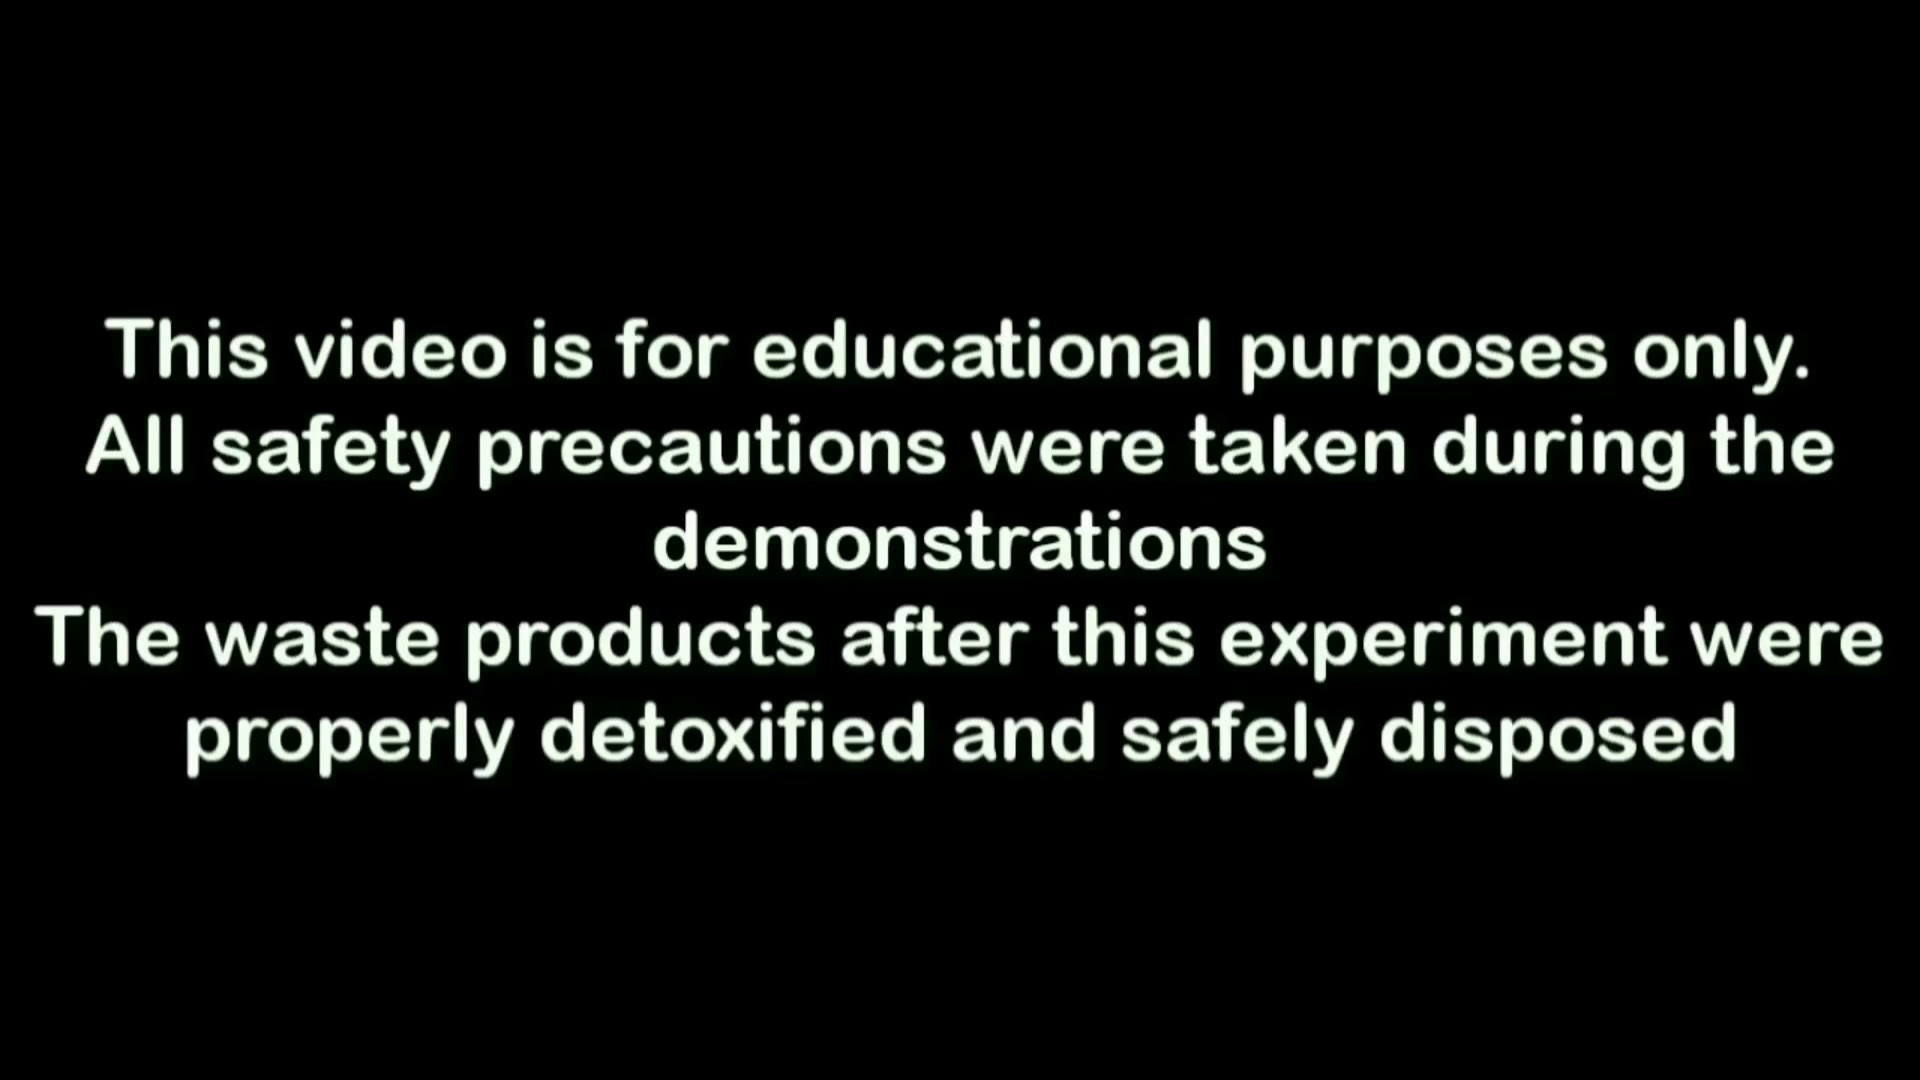 This video is for educational purposes only.
All safety precautions were taken during the
demonstrations
The waste products after this experiment were
properly detoxified and safely disposed